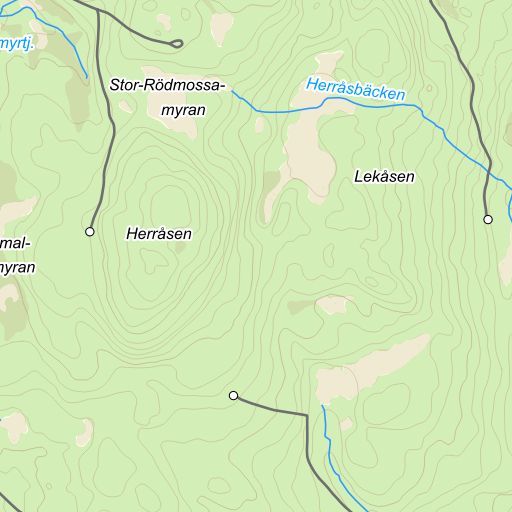 myrtj.
Stor-Rödmossa-
myran
Herråsbäcken
Lekåsen
Herråsen
mal-
myran